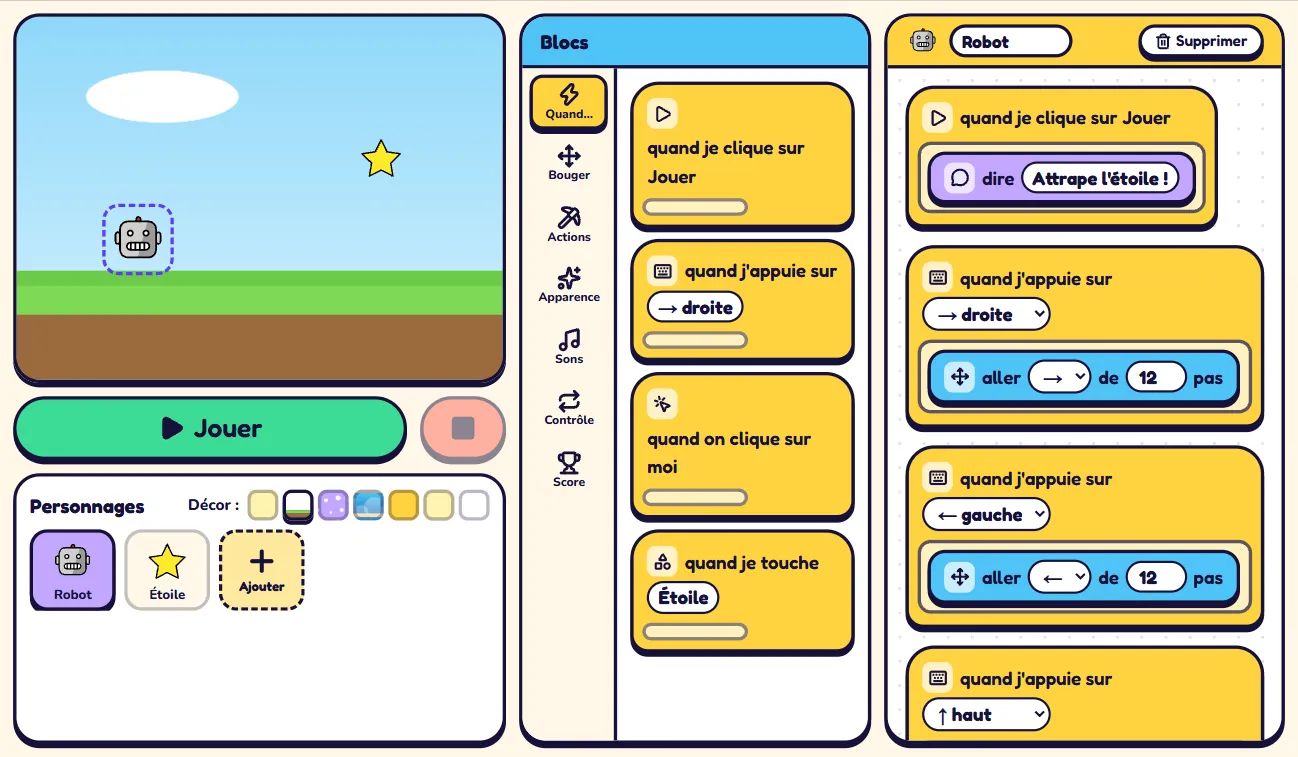 Jouer
Personnages
Décor :
Robot
Étoile
Ajouter
Blocs
Quand...
Bouger
Actions
Apparence
Sons
Contrôle
Score
quand je clique sur
Jouer
quand j'appuie sur
→ droite
quand on clique sur
moi
quand je touche
Étoile
Robot
Supprimer
quand je clique sur Jouer
dire Attrape l'étoile !
quand j'appuie sur
→ droite
aller → de 12 pas
quand j'appuie sur
← gauche
aller ← de 12 pas
quand j'appuie sur
↑ haut